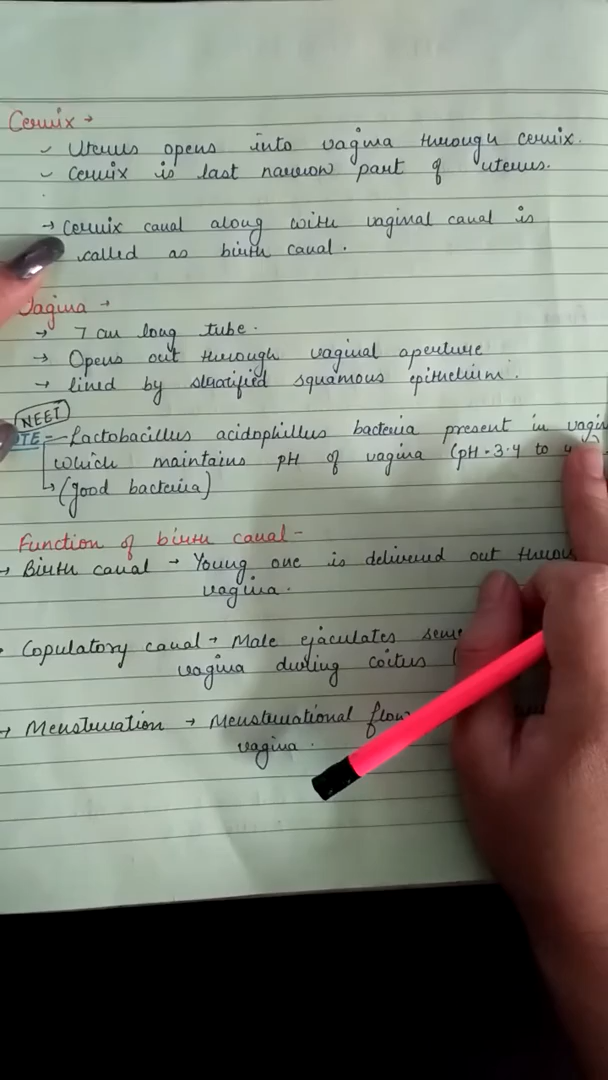 Cervix →
Uterus opens into vagina through cervix.
Cervix is last narrow part of uterus.
→ Cervix canal along with vaginal canal is
called as birth canal.
Vagina →
→ 7 cm long tube.
→ Opens out through vaginal aperture
→ lined by stratified squamous epithelium.
NEET
TE - Lactobacillus acidophillus bacteria present in
which maintains pH of vagina (pH - 3.4 to
(good bacteria)
Function of birth canal -
→ Birth canal → Young one is delivered out
vagina.
Copulatory canal → Male ejaculates
vagina during coitus (
→ Menstruation → Menstruational flow
vagina.